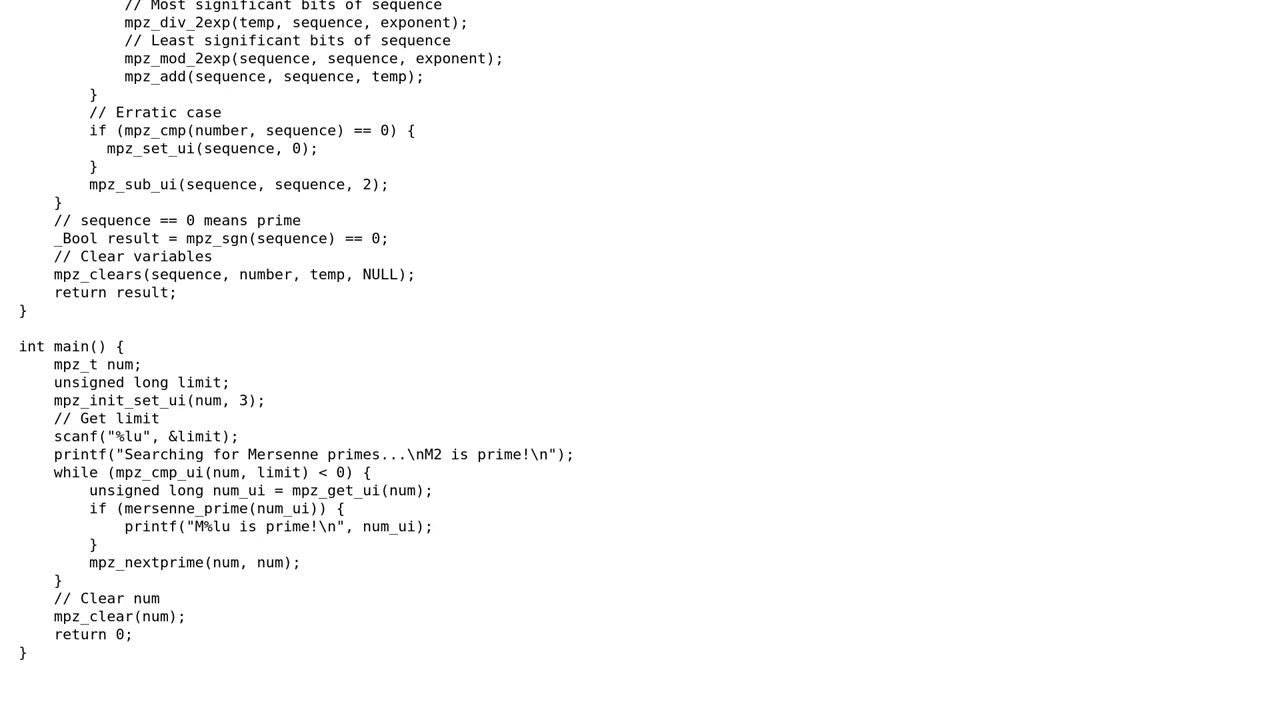 // Most significant bits of sequence
            mpz_div_2exp(temp, sequence, exponent);
            // Least significant bits of sequence
            mpz_mod_2exp(sequence, sequence, exponent);
            mpz_add(sequence, sequence, temp);
        }
        // Erratic case
        if (mpz_cmp(number, sequence) == 0) {
          mpz_set_ui(sequence, 0);
        }
        mpz_sub_ui(sequence, sequence, 2);
    }
    // sequence == 0 means prime
    _Bool result = mpz_sgn(sequence) == 0;
    // Clear variables
    mpz_clears(sequence, number, temp, NULL);
    return result;
}

int main() {
    mpz_t num;
    unsigned long limit;
    mpz_init_set_ui(num, 3);
    // Get limit
    scanf("%lu", &limit);
    printf("Searching for Mersenne primes...\nM2 is prime!\n");
    while (mpz_cmp_ui(num, limit) < 0) {
        unsigned long num_ui = mpz_get_ui(num);
        if (mersenne_prime(num_ui)) {
            printf("M%lu is prime!\n", num_ui);
        }
        mpz_nextprime(num, num);
    }
    // Clear num
    mpz_clear(num);
    return 0;
}